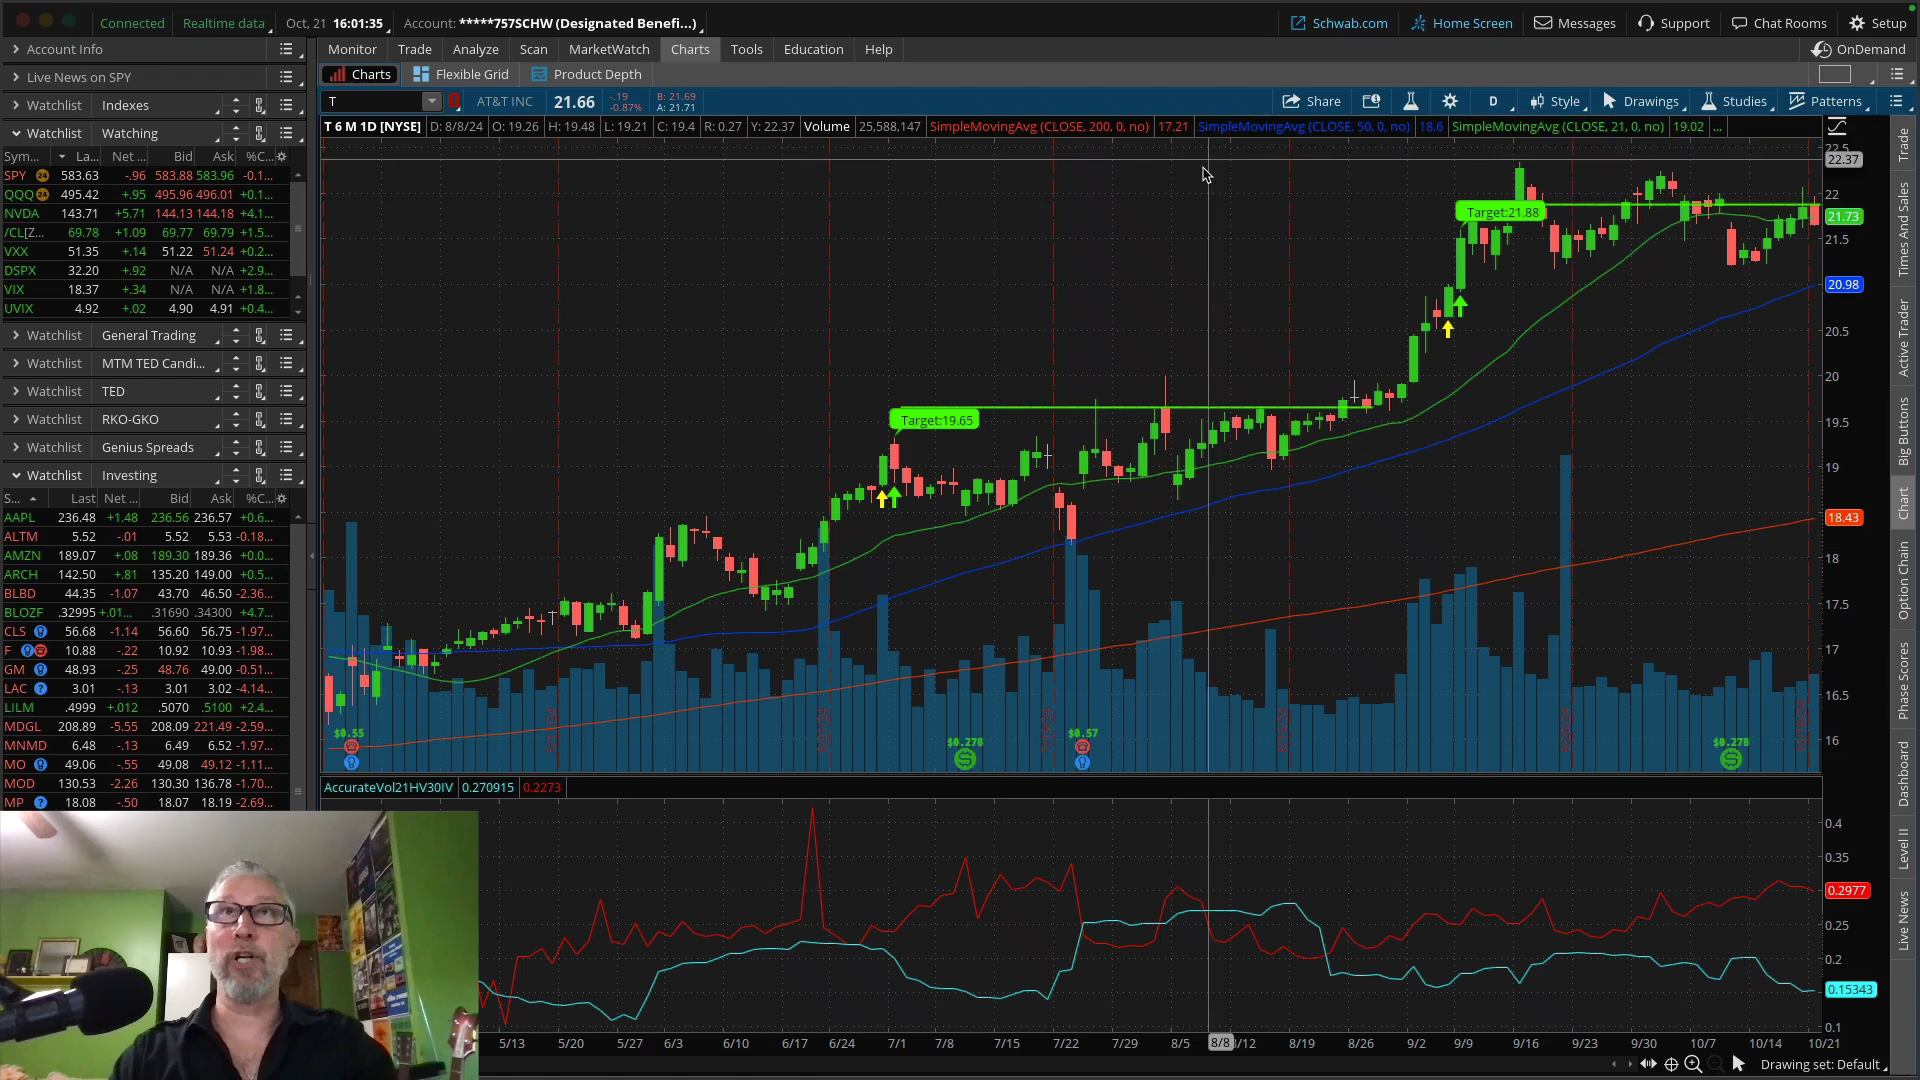 Connected Realtime data Oct, 21 16:01:35 Account: *****757SCHW (Designated Benefi...) Schwab.com Home Screen Messages Support Chat Rooms Setup
Account Info Monitor Trade Analyze Scan MarketWatch Charts Tools Education Help OnDemand
Live News on SPY Charts Flexible Grid Product Depth
Watchlist Indexes T AT&T INC 21.66 -.19 -0.87% B: 21.69 A: 21.71 Share D Style Drawings Studies Patterns
Watchlist Watching T 6 M 1D [NYSE] D: 8/8/24 O: 19.26 H: 19.48 L: 19.21 C: 19.4 R: 0.27 Y: 22.37 Volume 25,588,147 SimpleMovingAvg (CLOSE, 200, 0, no) 17.21 SimpleMovingAvg (CLOSE, 50, 0, no) 18.6 SimpleMovingAvg (CLOSE, 21, 0, no) 19.02 ...
Sym... La... Net ... Bid Ask %C...
SPY 24 583.63 -.96 583.88 583.96 -0.1...
QQQ 24 495.42 +.95 495.96 496.01 +0.1...
NVDA 143.71 +5.71 144.13 144.18 +4.1...
/CL[Z... 69.78 +1.09 69.77 69.79 +1.5...
VXX 51.35 +.14 51.22 51.24 +0.2...
DSPX 32.20 +.92 N/A N/A +2.9...
VIX 18.37 +.34 N/A N/A +1.8...
UVIX 4.92 +.02 4.90 4.91 +0.4...
Watchlist General Trading
Watchlist MTM TED Candi...
Watchlist TED
Watchlist RKO-GKO
Watchlist Genius Spreads
Watchlist Investing
S... Last Net ... Bid Ask %C...
AAPL 236.48 +1.48 236.56 236.57 +0.6...
ALTM 5.52 -.01 5.52 5.53 -0.18...
AMZN 189.07 +.08 189.30 189.36 +0.0...
ARCH 142.50 +.81 135.20 149.00 +0.5...
BLBD 44.35 -1.07 43.70 46.50 -2.36...
BLOZF .32995 +.01... .31690 .34300 +4.7...
CLS 56.68 -1.14 56.60 56.75 -1.97...
F 10.88 -.22 10.92 10.93 -1.98...
GM 48.93 -.25 48.76 49.00 -0.51...
LAC 3.01 -.13 3.01 3.02 -4.14...
LILM .4999 +.012 .5070 .5100 +2.4...
MDGL 208.89 -5.55 208.09 221.49 -2.59...
MNMD 6.48 -.13 6.49 6.52 -1.97...
MO 49.06 -.55 49.08 49.12 -1.11...
MOD 130.53 -2.26 130.30 136.78 -1.70...
MP 18.08 -.50 18.07 18.19 -2.69...
22.5
22.37
22
21.73
21.5
20.98
20.5
20
19.5
19
18.43
18
17.5
17
16.5
16
Target:21.88
Target:19.65
$0.55 $0.278 $0.57 $0.278
AccurateVol21HV30IV 0.270915 0.2273
0.4
0.35
0.2977
0.25
0.2
0.15343
0.1
5/13 5/20 5/27 6/3 6/10 6/17 6/24 7/1 7/8 7/15 7/22 7/29 8/5 8/8 8/12 8/19 8/26 9/2 9/9 9/16 9/23 9/30 10/7 10/14 10/21
Drawing set: Default
Trade
Times And Sales
Active Trader
Big Buttons
Chart
Option Chain
Phase Scores
Dashboard
Level II
Live News